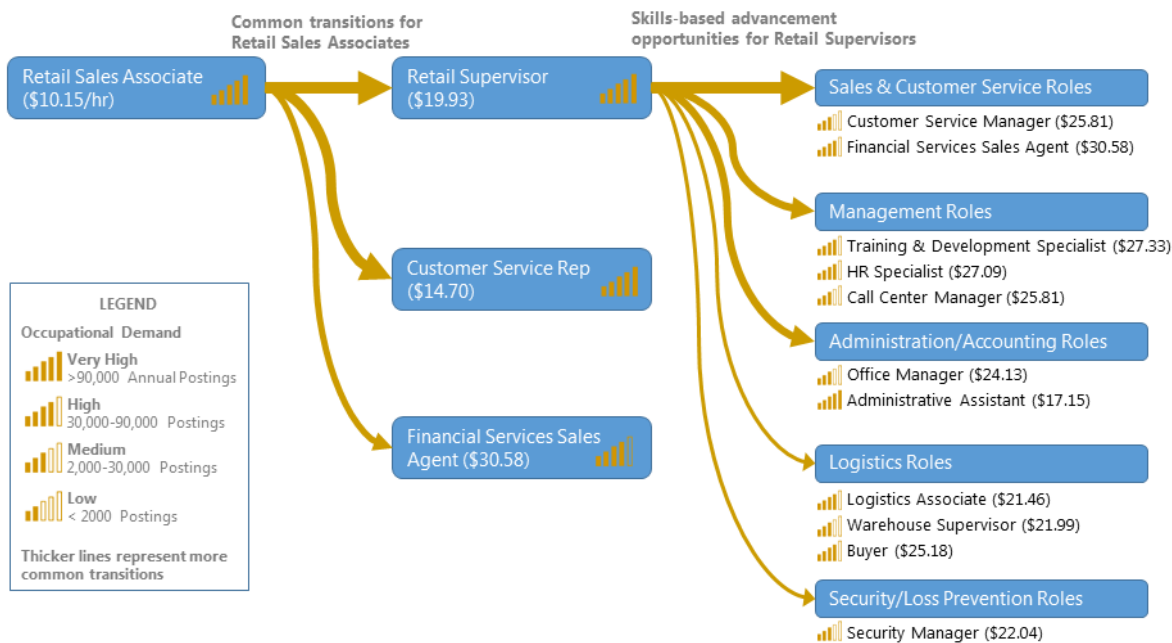 Common transitions for
Retail Sales Associates
Skills-based advancement
opportunities for Retail Supervisors
Retail Sales Associate
($10.15/hr)
Retail Supervisor
($19.93)
Customer Service Rep
($14.70)
Financial Services Sales
Agent ($30.58)
Sales & Customer Service Roles
Customer Service Manager ($25.81)
Financial Services Sales Agent ($30.58)
Management Roles
Training & Development Specialist ($27.33)
HR Specialist ($27.09)
Call Center Manager ($25.81)
Administration/Accounting Roles
Office Manager ($24.13)
Administrative Assistant ($17.15)
Logistics Roles
Logistics Associate ($21.46)
Warehouse Supervisor ($21.99)
Buyer ($25.18)
Security/Loss Prevention Roles
Security Manager ($22.04)
LEGEND
Occupational Demand
Very High
>90,000 Annual Postings
High
30,000-90,000 Postings
Medium
2,000-30,000 Postings
Low
< 2000 Postings
Thicker lines represent more
common transitions